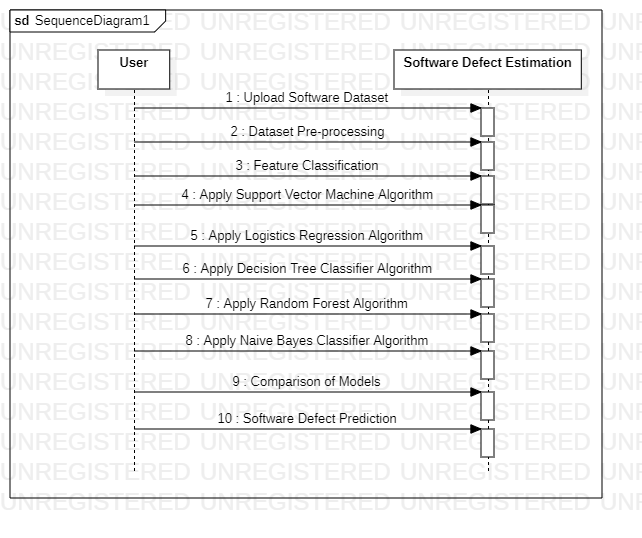 sd SequenceDiagram1
User
Software Defect Estimation
1 : Upload Software Dataset
2 : Dataset Pre-processing
3 : Feature Classification
4 : Apply Support Vector Machine Algorithm
5 : Apply Logistics Regression Algorithm
6 : Apply Decision Tree Classifier Algorithm
7 : Apply Random Forest Algorithm
8 : Apply Naive Bayes Classifier Algorithm
9 : Comparison of Models
10 : Software Defect Prediction
UNREGISTERED